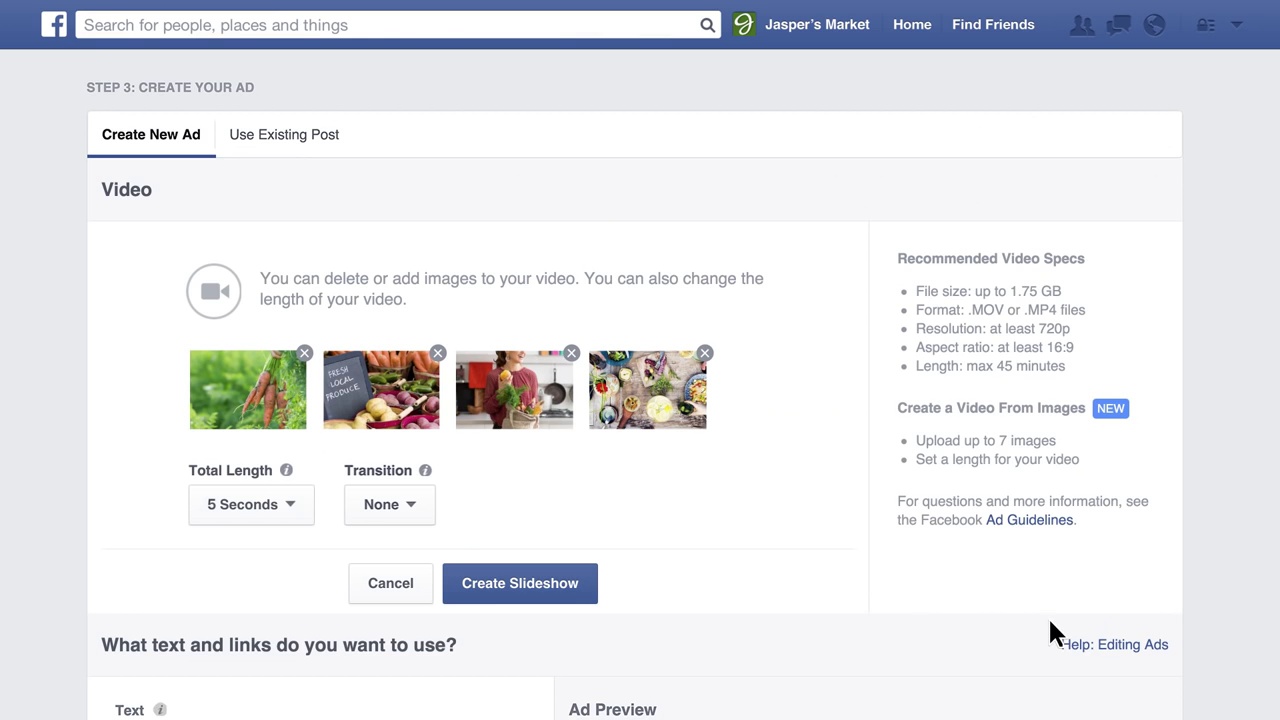 Search for people, places and things
Jasper's Market
Home
Find Friends
STEP 3: CREATE YOUR AD
Create New Ad
Use Existing Post
Video
You can delete or add images to your video. You can also change the
length of your video.
FRESH
LOCAL
PRODUCE
Total Length
Transition
5 Seconds
None
Cancel
Create Slideshow
Recommended Video Specs
File size: up to 1.75 GB
Format: .MOV or .MP4 files
Resolution: at least 720p
Aspect ratio: at least 16:9
Length: max 45 minutes
Create a Video From Images NEW
Upload up to 7 images
Set a length for your video
For questions and more information, see
the Facebook Ad Guidelines.
What text and links do you want to use?
Help: Editing Ads
Text
Ad Preview